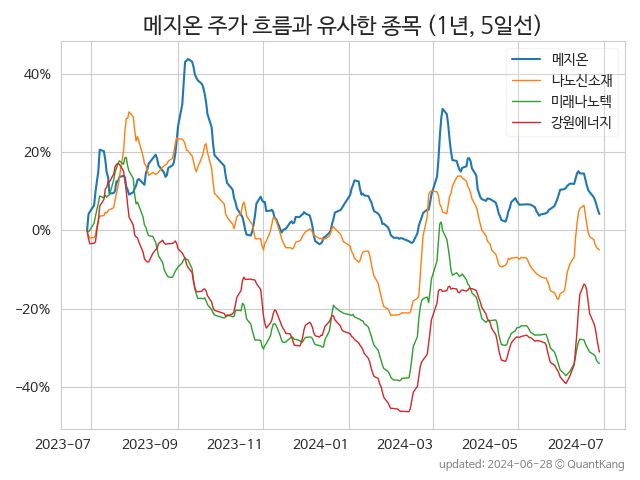 메지온 주가 흐름과 유사한 종목 (1년, 5일선)
메지온
나노신소재
미래나노텍
강원에너지
40%
20%
0%
−20%
−40%
2023-07 2023-09 2023-11 2024-01 2024-03 2024-05 2024-07
updated: 2024-06-28 © QuantKang